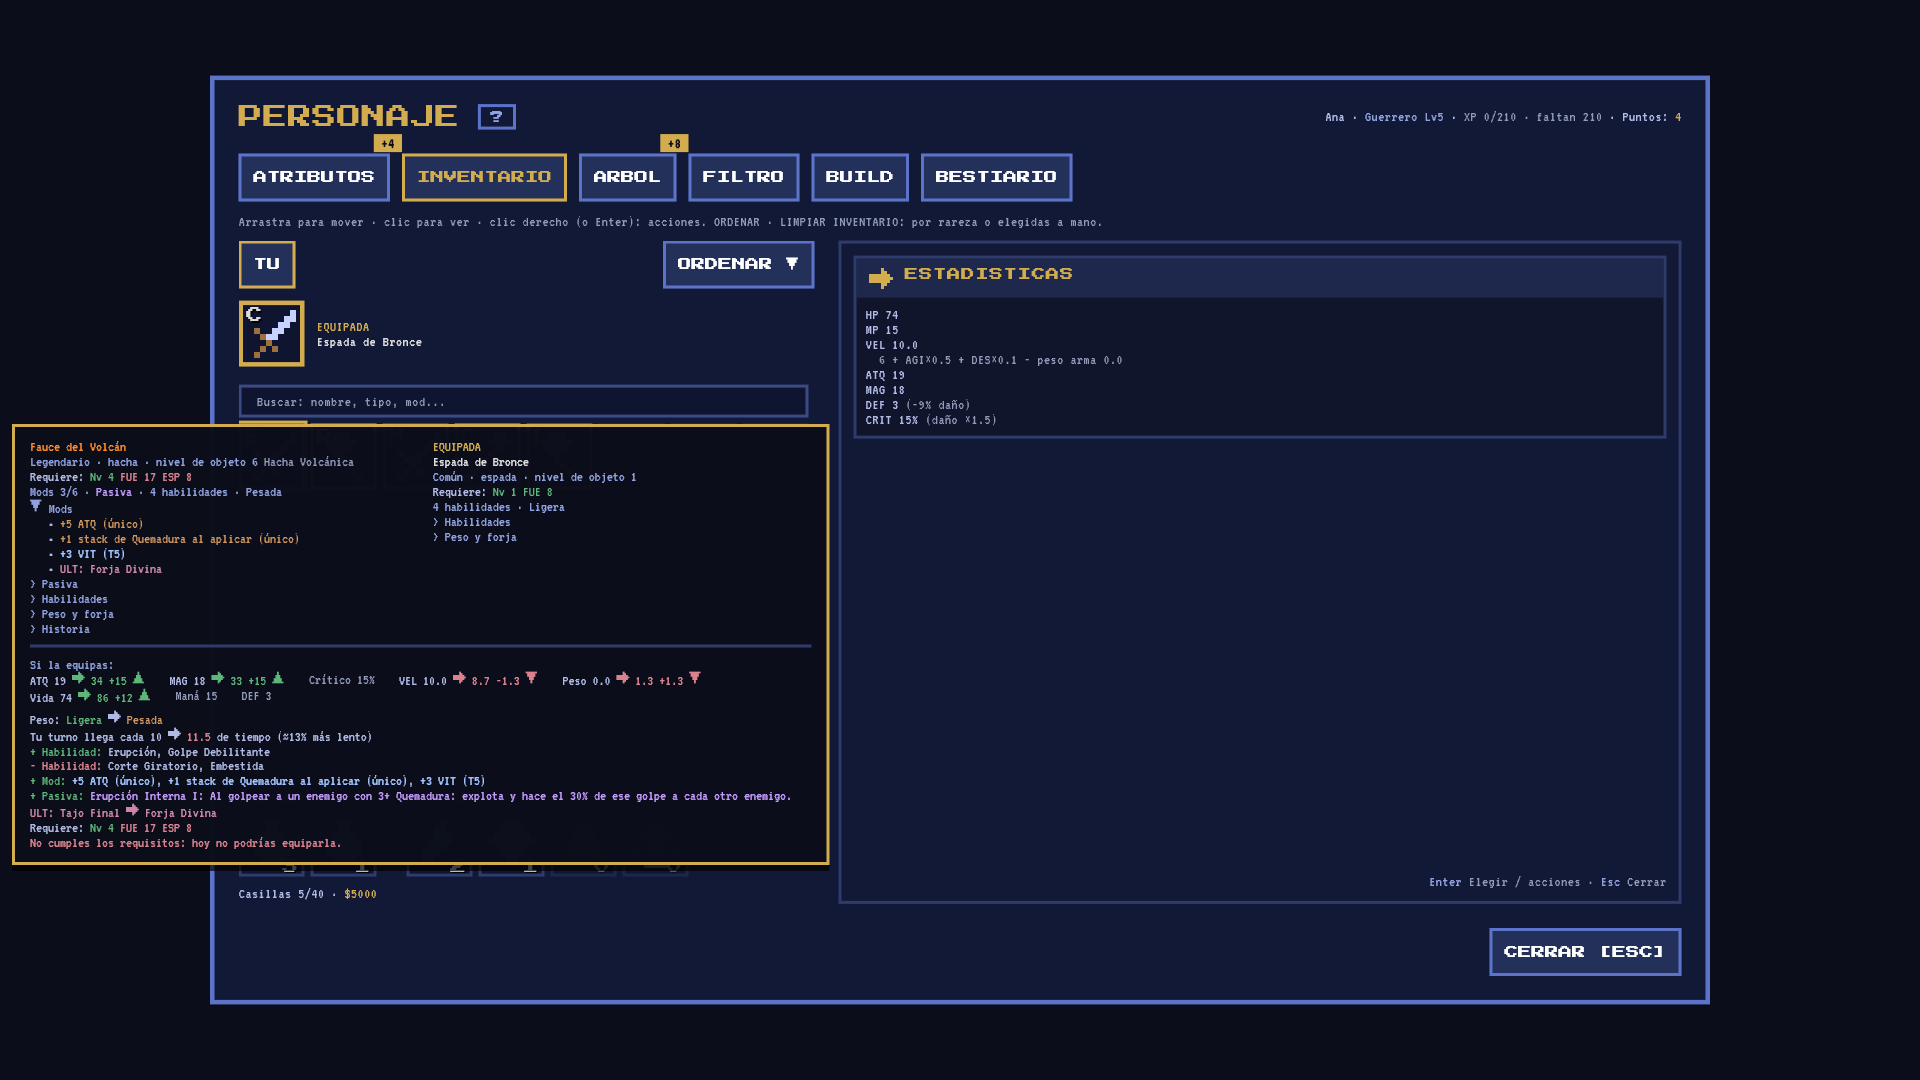 PERSONAJE ?
Ana · Guerrero Lv5 · XP 0/210 · faltan 210 · Puntos: 4
+4 +8
ATRIBUTOS INVENTARIO ARBOL FILTRO BUILD BESTIARIO
Arrastra para mover · clic para ver · clic derecho (o Enter): acciones. ORDENAR · LIMPIAR INVENTARIO: por rareza o elegidas a mano.
TU
ORDENAR ▼
C
EQUIPADA
Espada de Bronce
Buscar: nombre, tipo, mod...
Fauce del Volcán
Legendario · hacha · nivel de objeto 6 Hacha Volcánica
Requiere: Nv 4 FUE 17 ESP 8
Mods 3/6 · Pasiva · 4 habilidades · Pesada
▼ Mods
• +5 ATQ (único)
• +1 stack de Quemadura al aplicar (único)
• +3 VIT (T5)
• ULT: Forja Divina
> Pasiva
> Habilidades
> Peso y forja
> Historia
EQUIPADA
Espada de Bronce
Común · espada · nivel de objeto 1
Requiere: Nv 1 FUE 8
4 habilidades · Ligera
> Habilidades
> Peso y forja
Si la equipas:
ATQ 19 → 34 +15 ▲ MAG 18 → 33 +15 ▲ Crítico 15% VEL 10.0 → 8.7 -1.3 ▼ Peso 0.0 → 1.3 +1.3 ▼
Vida 74 → 86 +12 ▲ Maná 15 DEF 3
Peso: Ligera → Pesada
Tu turno llega cada 10 → 11.5 de tiempo (≈13% más lento)
+ Habilidad: Erupción, Golpe Debilitante
- Habilidad: Corte Giratorio, Embestida
+ Mod: +5 ATQ (único), +1 stack de Quemadura al aplicar (único), +3 VIT (T5)
+ Pasiva: Erupción Interna I: Al golpear a un enemigo con 3+ Quemadura: explota y hace el 30% de ese golpe a cada otro enemigo.
ULT: Tajo Final → Forja Divina
Requiere: Nv 4 FUE 17 ESP 8
No cumples los requisitos: hoy no podrías equiparla.
Casillas 5/40 · $5000
ESTADISTICAS
HP 74
MP 15
VEL 10.0
6 + AGI×0.5 + DES×0.1 - peso arma 0.0
ATQ 19
MAG 18
DEF 3 (-9% daño)
CRIT 15% (daño ×1.5)
Enter Elegir / acciones · Esc Cerrar
CERRAR [ESC]